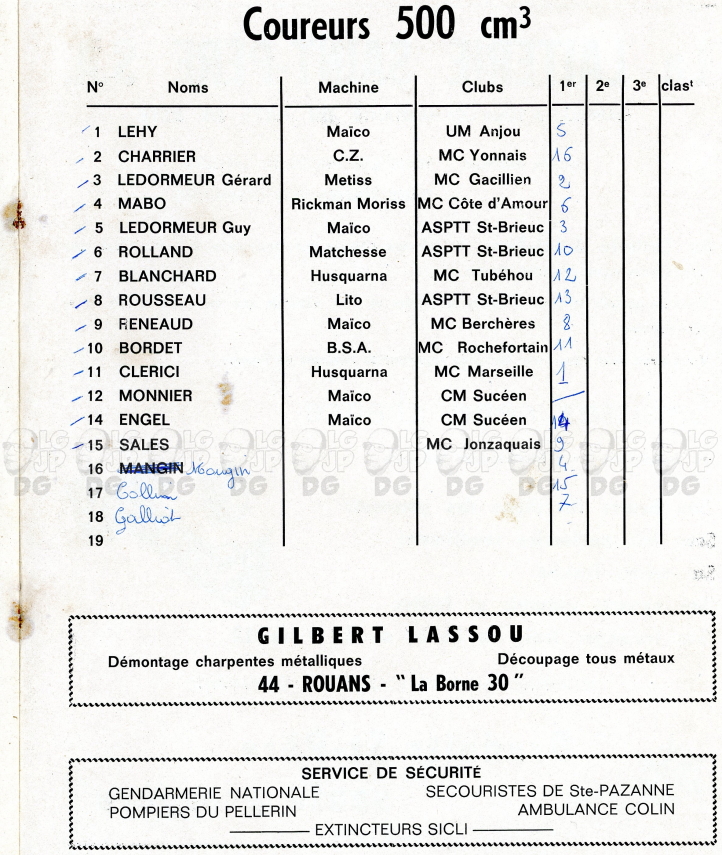 Coureurs 500 cm³
N° Noms Machine Clubs 1er 2e 3e clast
1 LEHY Maïco UM Anjou 5
2 CHARRIER C.Z. MC Yonnais 16
3 LEDORMEUR Gérard Metiss MC Gacillien 2
4 MABO Rickman Moriss MC Côte d'Amour 6
5 LEDORMEUR Guy Maïco ASPTT St-Brieuc 3
6 ROLLAND Matchesse ASPTT St-Brieuc 10
7 BLANCHARD Husquarna MC Tubéhou 12
8 ROUSSEAU Lito ASPTT St-Brieuc 13
9 RENEAUD Maïco MC Berchères 8
10 BORDET B.S.A. MC Rochefortain 11
11 CLERICI Husquarna MC Marseille 1
12 MONNIER Maïco CM Sucéen
14 ENGEL Maïco CM Sucéen 14
15 SALES MC Jonzaquais 9
16 MANGIN Mangin 4
17 15
18 Galliot 7
19
GILBERT LASSOU
Démontage charpentes métalliques Découpage tous métaux
44 - ROUANS - "La Borne 30"
SERVICE DE SÉCURITÉ
GENDARMERIE NATIONALE SECOURISTES DE Ste-PAZANNE
POMPIERS DU PELLERIN AMBULANCE COLIN
EXTINCTEURS SICLI